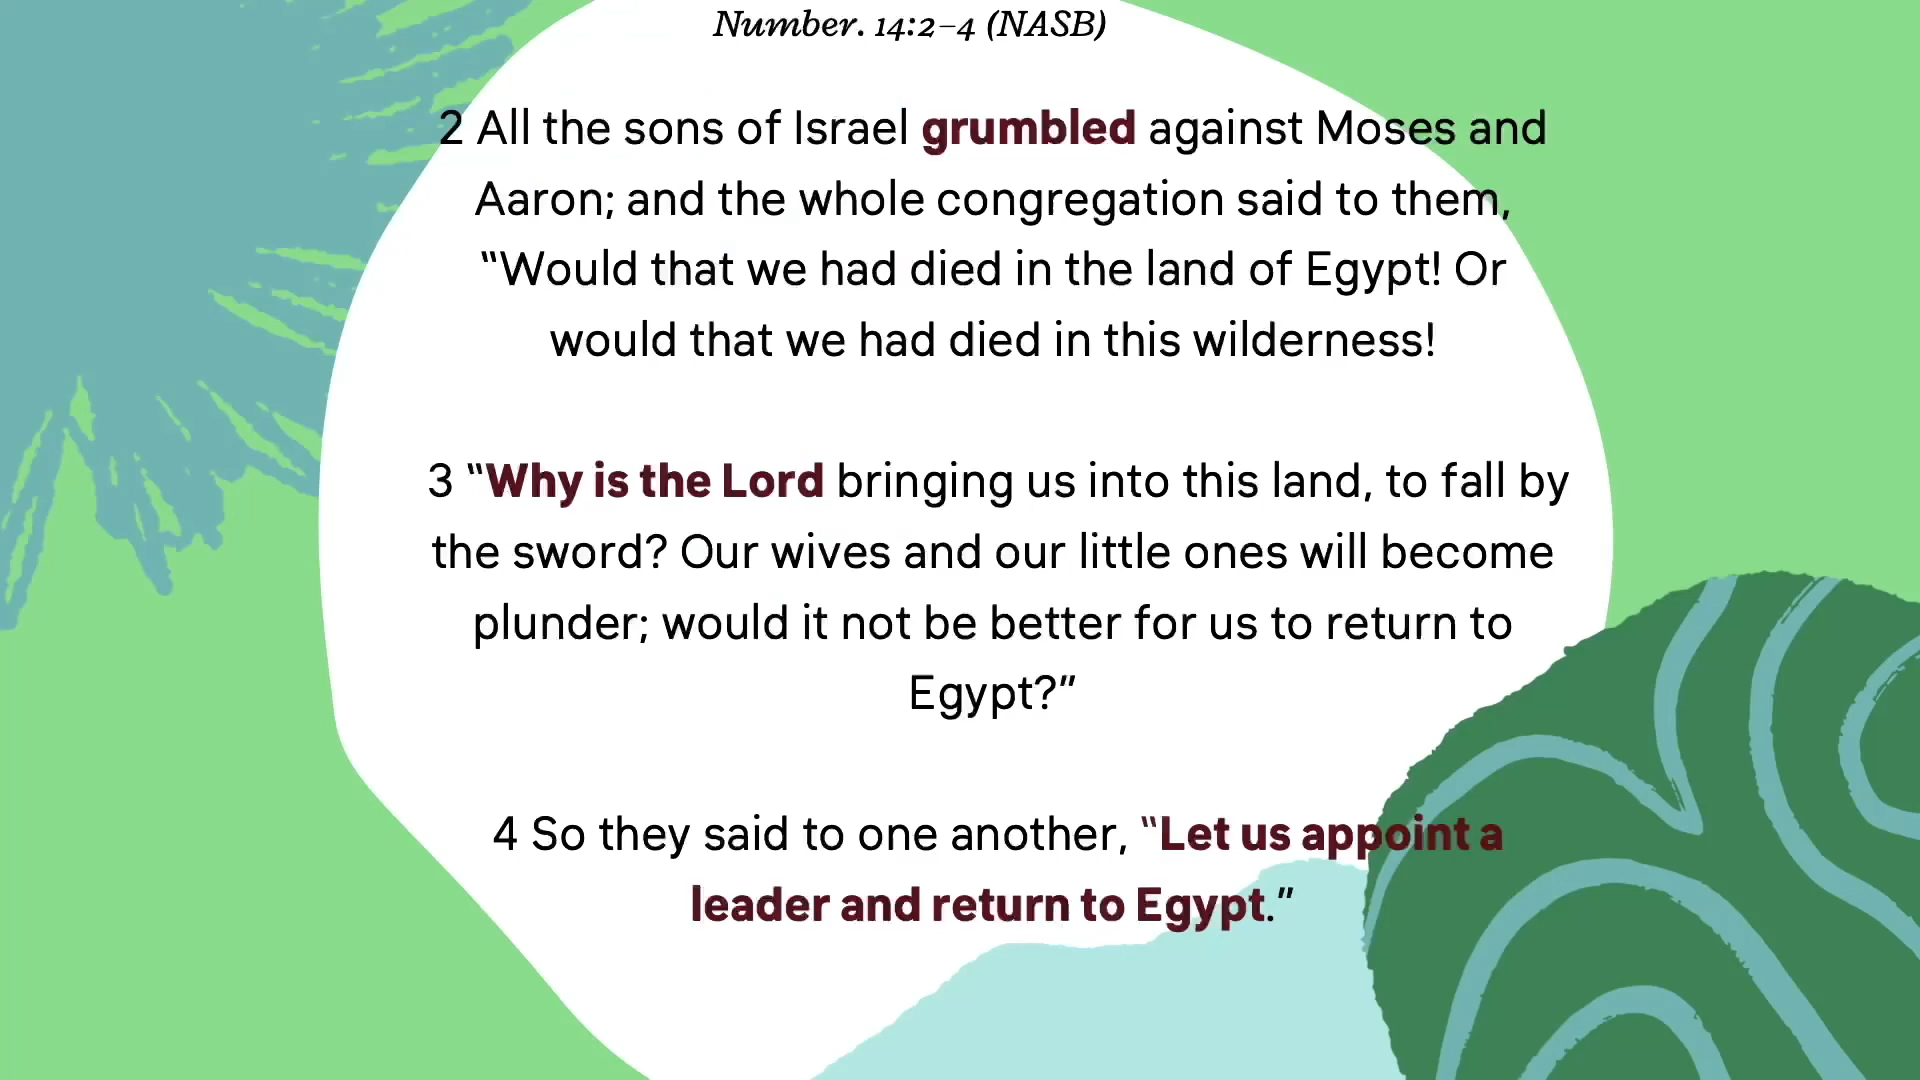 Number. 14:2–4 (NASB)
2 All the sons of Israel grumbled against Moses and
Aaron; and the whole congregation said to them,
“Would that we had died in the land of Egypt! Or
would that we had died in this wilderness!
3 “Why is the Lord bringing us into this land, to fall by
the sword? Our wives and our little ones will become
plunder; would it not be better for us to return to
Egypt?”
4 So they said to one another, “Let us appoint a
leader and return to Egypt.”